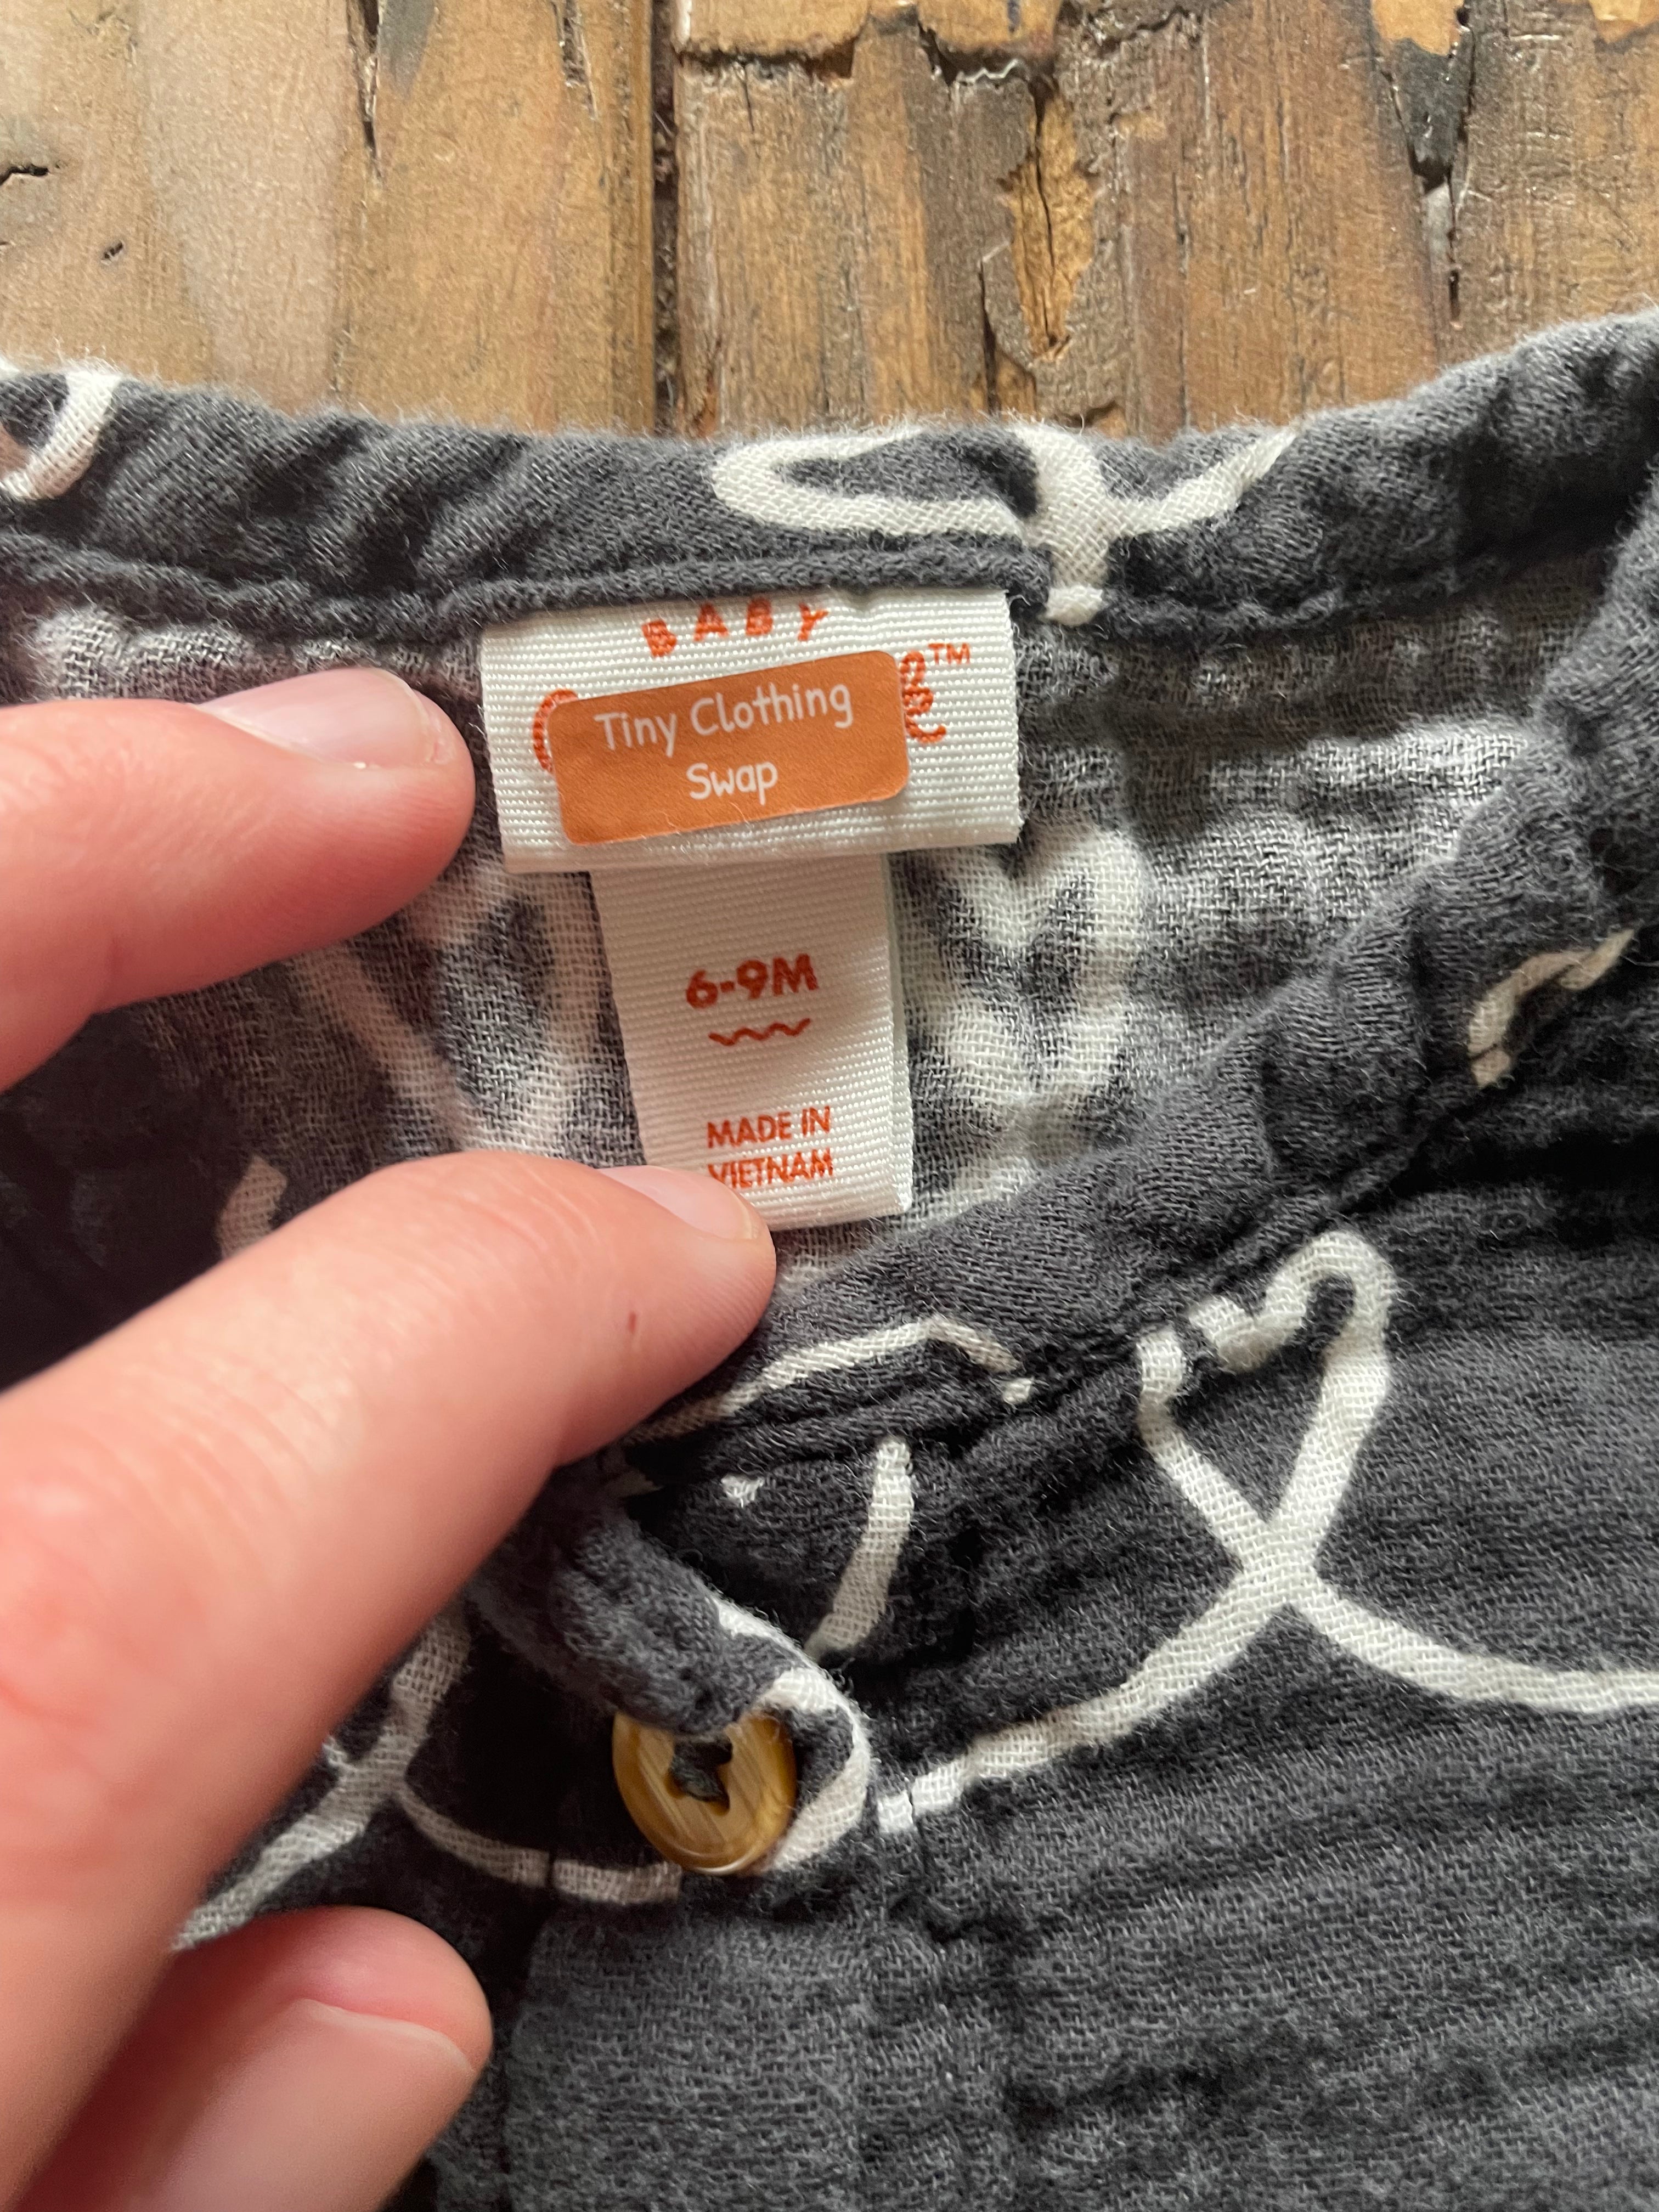 BABY
Tiny Clothing
Swap
TM
6-9M
MADE IN
VIETNAM